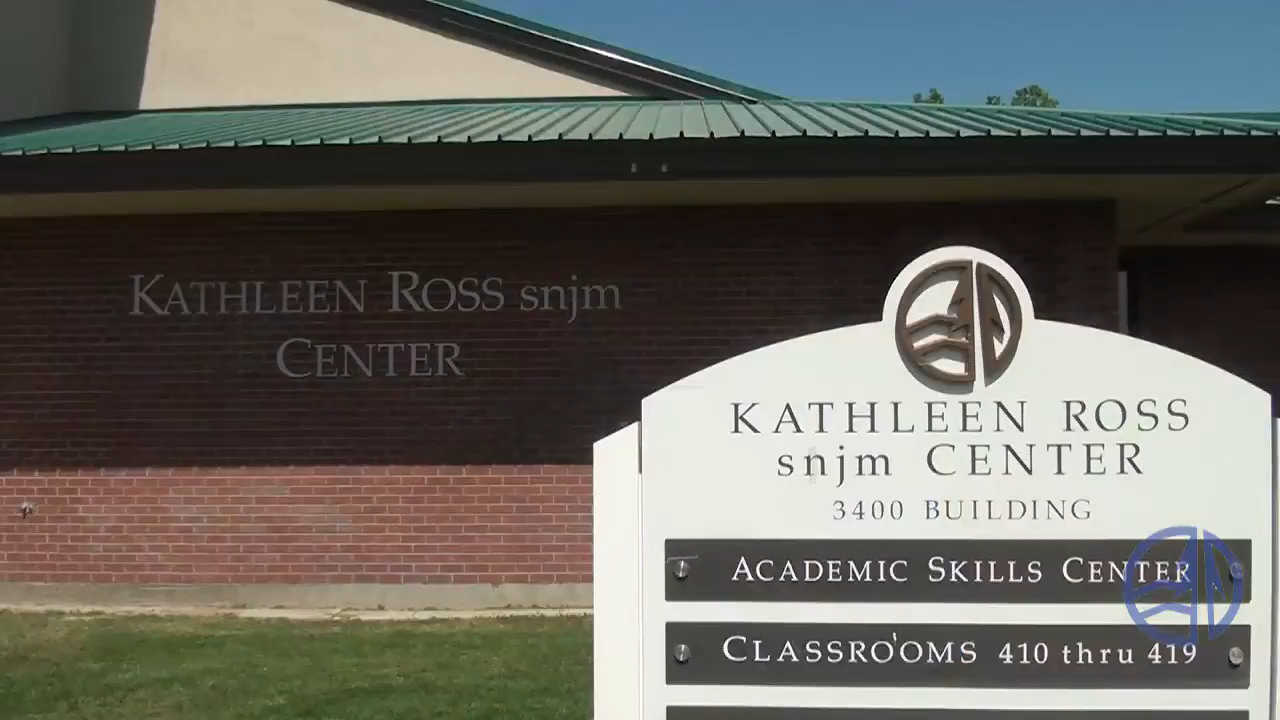 KATHLEEN ROSS snjm
CENTER
KATHLEEN ROSS
snjm CENTER
3400 BUILDING
ACADEMIC SKILLS CENTER
CLASSROOMS 410 thru 419